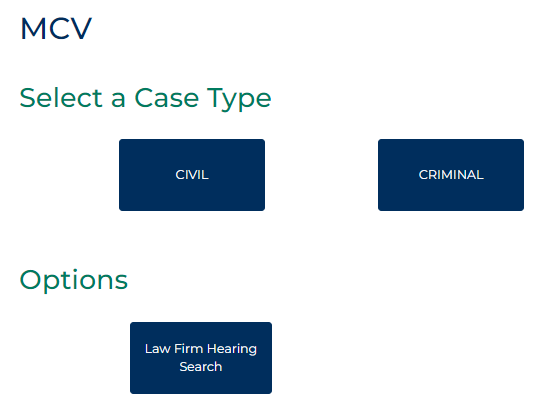 MCV
Select a Case Type
CIVIL
CRIMINAL
Options
Law Firm Hearing
Search